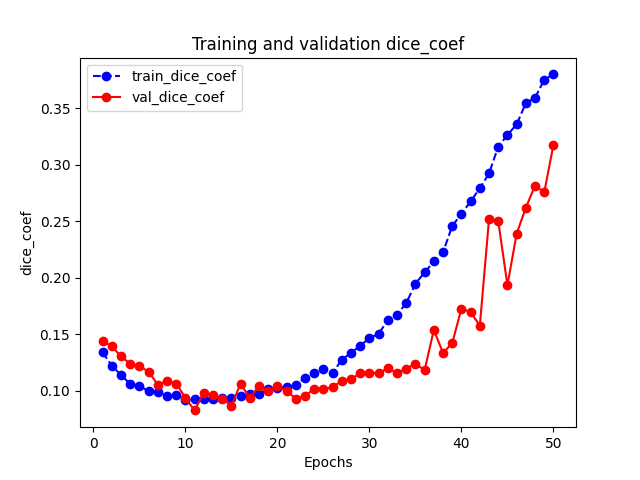 Training and validation dice_coef
train_dice_coef
val_dice_coef
dice_coef
0.35
0.30
0.25
0.20
0.15
0.10
0 10 20 30 40 50
Epochs